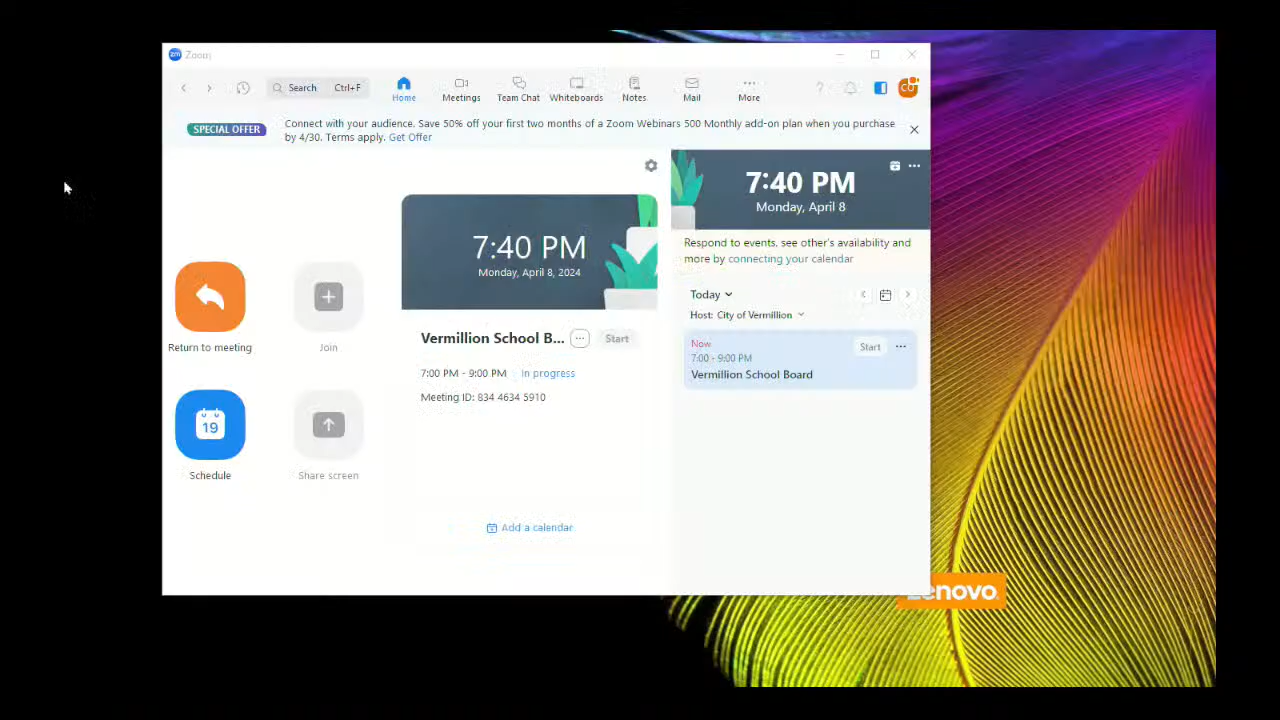 Zoom
Search Ctrl+F
Home
Meetings
Team Chat
Whiteboards
Notes
Mail
More
SPECIAL OFFER
Connect with your audience. Save 50% off your first two months of a Zoom Webinars 500 Monthly add-on plan when you purchase
by 4/30. Terms apply. Get Offer
7:40 PM
Monday, April 8, 2024
Return to meeting
Join
Vermillion School B... Start
7:00 PM - 9:00 PM In progress
Meeting ID: 834 4634 5910
19
Schedule
Share screen
Add a calendar
7:40 PM
Monday, April 8
Respond to events, see other's availability and
more by connecting your calendar
Today
Host: City of Vermillion
Now
7:00 - 9:00 PM
Start
Vermillion School Board